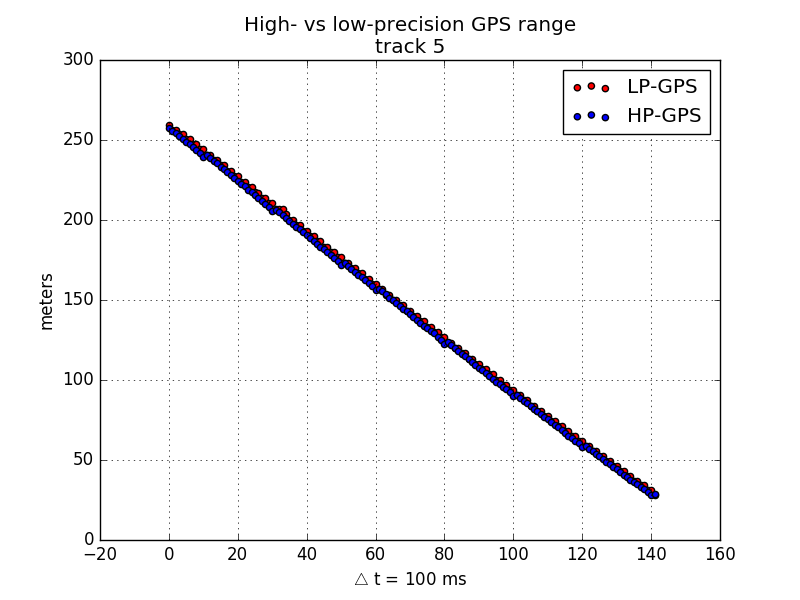 High- vs low-precision GPS range
track 5
LP-GPS
HP-GPS
300
250
200
150
100
50
0
meters
−20 0 20 40 60 80 100 120 140 160
△ t = 100 ms